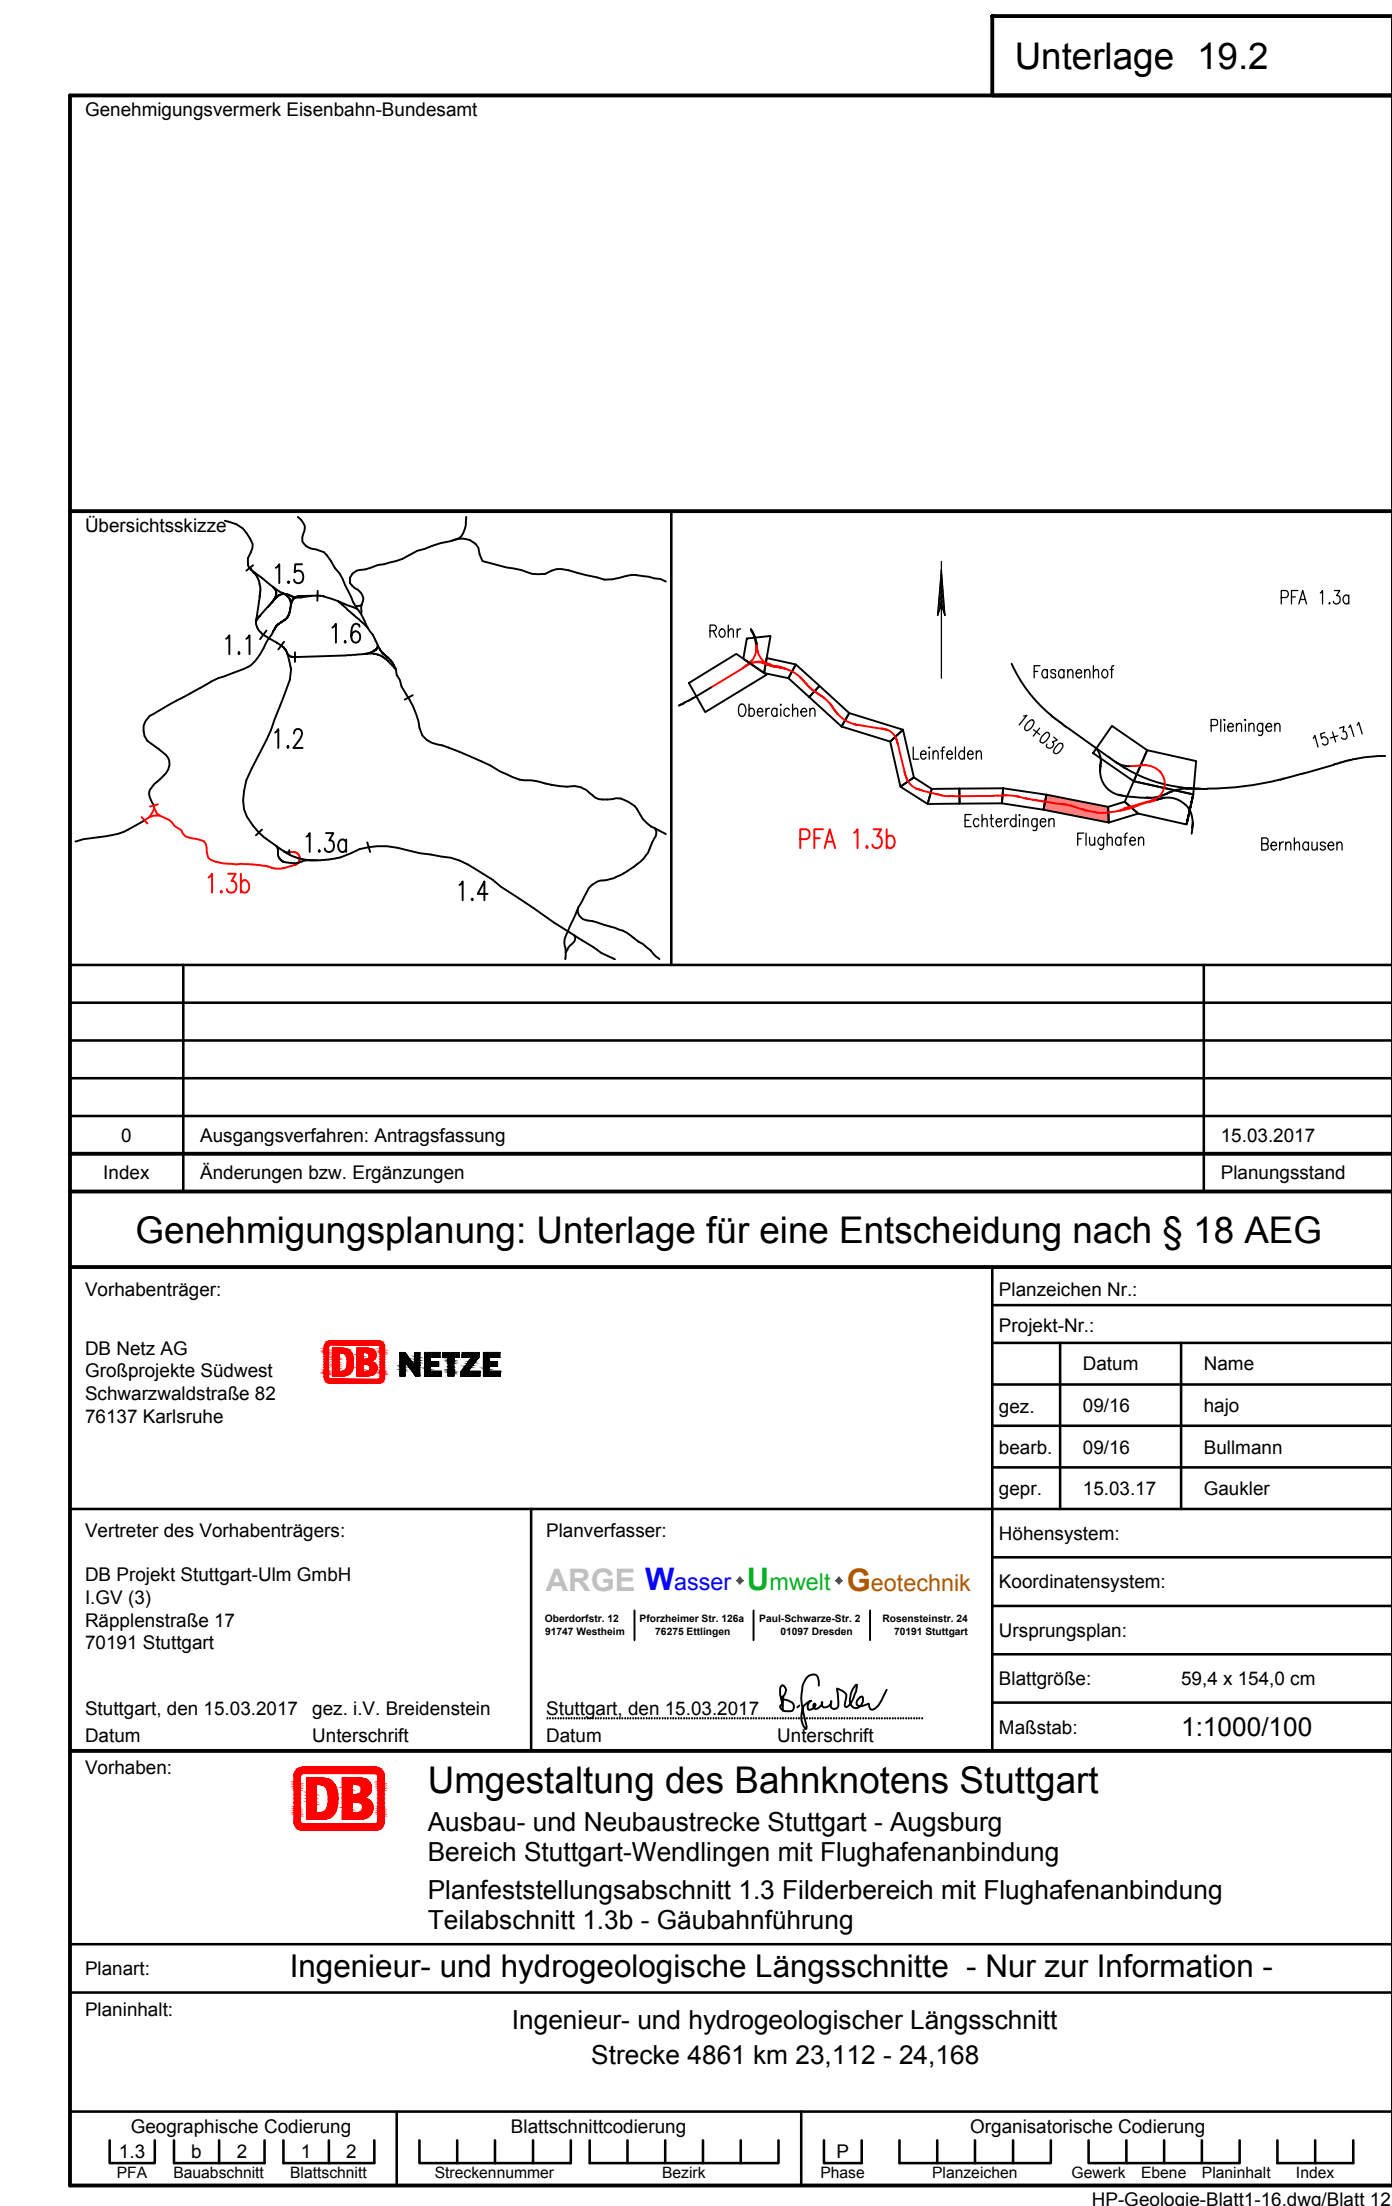 Unterlage 19.2
Genehmigungsvermerk Eisenbahn-Bundesamt
Übersichtsskizze
1.5
1.1
1.6
1.2
1.3a
1.3b
1.4
PFA 1.3a
Rohr
Fasanenhof
Oberaichen
10+030
Plieningen
15+311
Leinfelden
Echterdingen
PFA 1.3b
Flughafen
Bernhausen
0 Ausgangsverfahren: Antragsfassung 15.03.2017
Index Änderungen bzw. Ergänzungen Planungsstand
Genehmigungsplanung: Unterlage für eine Entscheidung nach § 18 AEG
Vorhabenträger:
DB Netz AG
Großprojekte Südwest
Schwarzwaldstraße 82
76137 Karlsruhe
DB NETZE
Planzeichen Nr.:
Projekt-Nr.:
Datum Name
gez. 09/16 hajo
bearb. 09/16 Bullmann
gepr. 15.03.17 Gaukler
Vertreter des Vorhabenträgers:
DB Projekt Stuttgart-Ulm GmbH
I.GV (3)
Räpplenstraße 17
70191 Stuttgart
Stuttgart, den 15.03.2017 gez. i.V. Breidenstein
Datum Unterschrift
Planverfasser:
ARGE Wasser Umwelt Geotechnik
Oberdorfstr. 12 Pforzheimer Str. 126a Paul-Schwarze-Str. 2 Rosensteinstr. 24
91747 Westheim 76275 Ettlingen 01097 Dresden 70191 Stuttgart
Stuttgart, den 15.03.2017 B. Gaukler
Datum Unterschrift
Höhensystem:
Koordinatensystem:
Ursprungsplan:
Blattgröße: 59,4 x 154,0 cm
Maßstab: 1:1000/100
Vorhaben:
DB
Umgestaltung des Bahnknotens Stuttgart
Ausbau- und Neubaustrecke Stuttgart - Augsburg
Bereich Stuttgart-Wendlingen mit Flughafenanbindung
Planfeststellungsabschnitt 1.3 Filderbereich mit Flughafenanbindung
Teilabschnitt 1.3b - Gäubahnführung
Planart: Ingenieur- und hydrogeologische Längsschnitte - Nur zur Information -
Planinhalt:
Ingenieur- und hydrogeologischer Längsschnitt
Strecke 4861 km 23,112 - 24,168
Geographische Codierung Blattschnittcodierung Organisatorische Codierung
1.3 b 2 1 2 P
PFA Bauabschnitt Blattschnitt Streckennummer Bezirk Phase Planzeichen Gewerk Ebene Planinhalt Index
HP-Geologie-Blatt1-16.dwg/Blatt 12